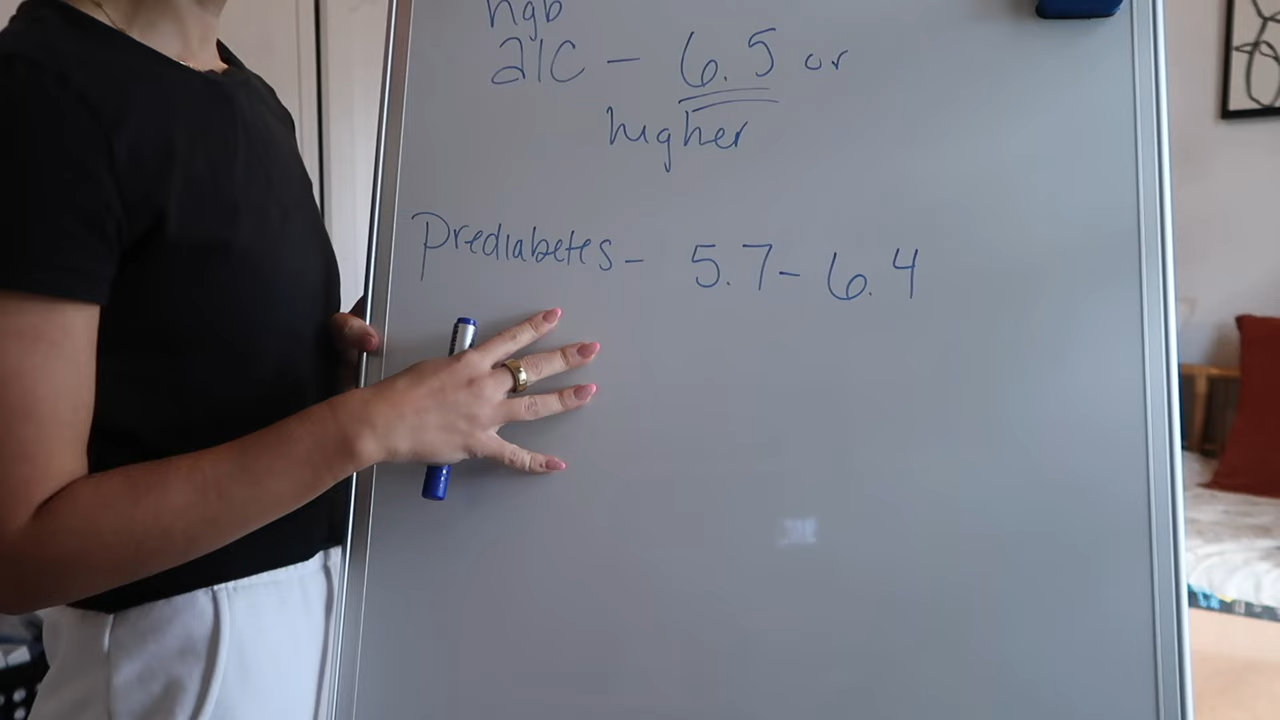 hgb
a1c - 6.5 or
higher
Prediabetes - 5.7-6.4